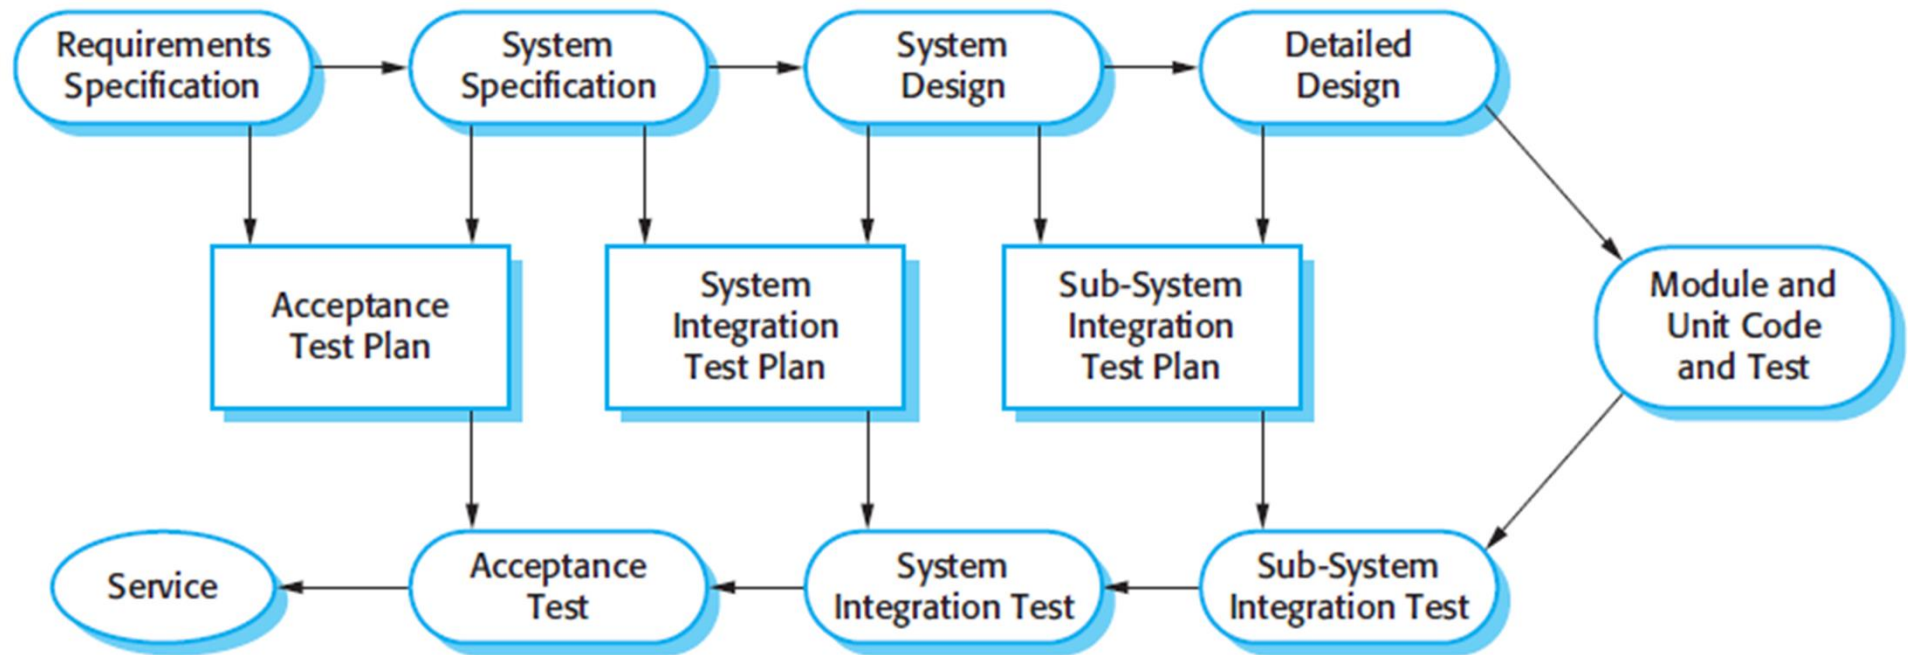 Requirements
Specification
System
Specification
System
Design
Detailed
Design
Acceptance
Test Plan
System
Integration
Test Plan
Sub-System
Integration
Test Plan
Module and
Unit Code
and Test
Service
Acceptance
Test
System
Integration Test
Sub-System
Integration Test